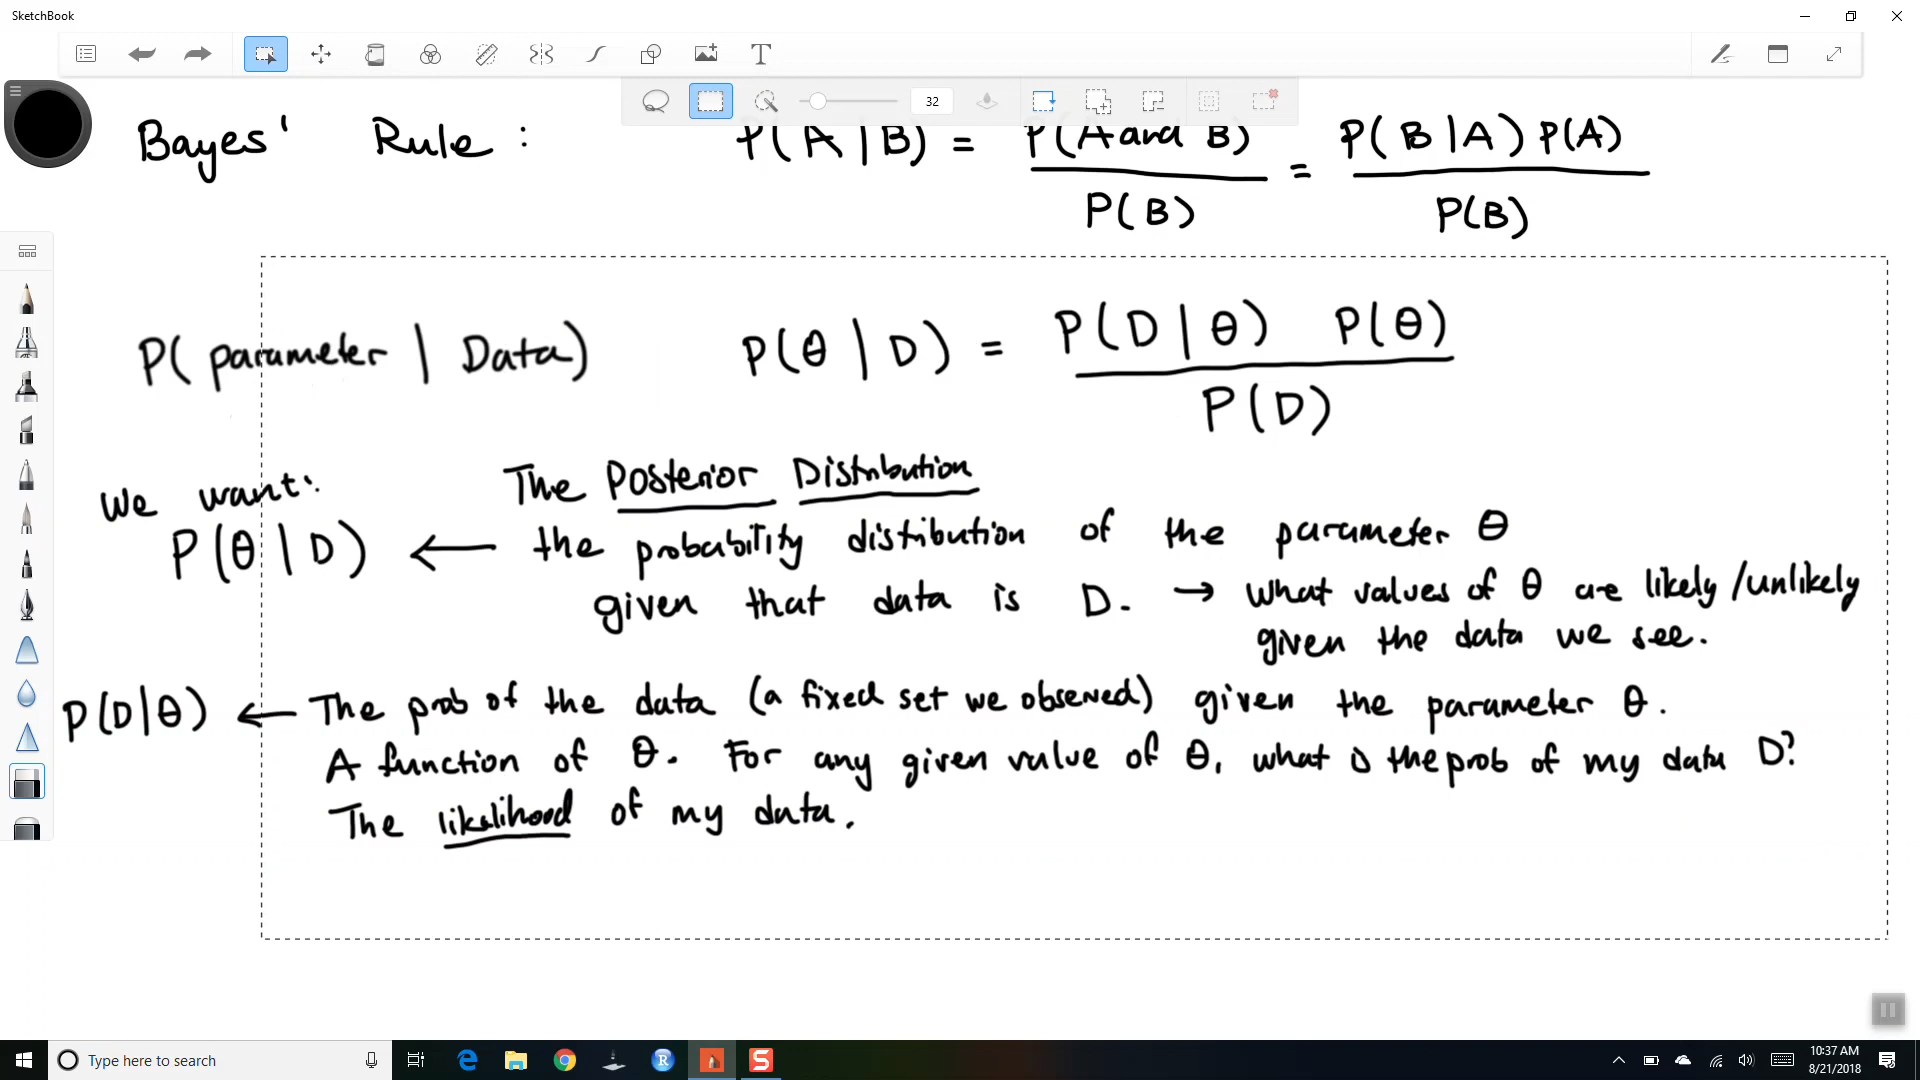 SketchBook
32
Bayes' Rule : P(A|B) = P(A and B) / P(B) = P(B|A) P(A) / P(B)
P( parameter | Data) P(θ|D) = P(D|θ) P(θ) / P(D)
We want:
P(θ|D) ← The Posterior Distribution
the probability distribution of the parameter θ
given that data is D. → What values of θ are likely/unlikely
given the data we see.
P(D|θ) ← The prob of the data (a fixed set we observed) given the parameter θ.
A function of θ. For any given value of θ, what is the prob of my data D?
The likelihood of my data.
Type here to search
10:37 AM
8/21/2018